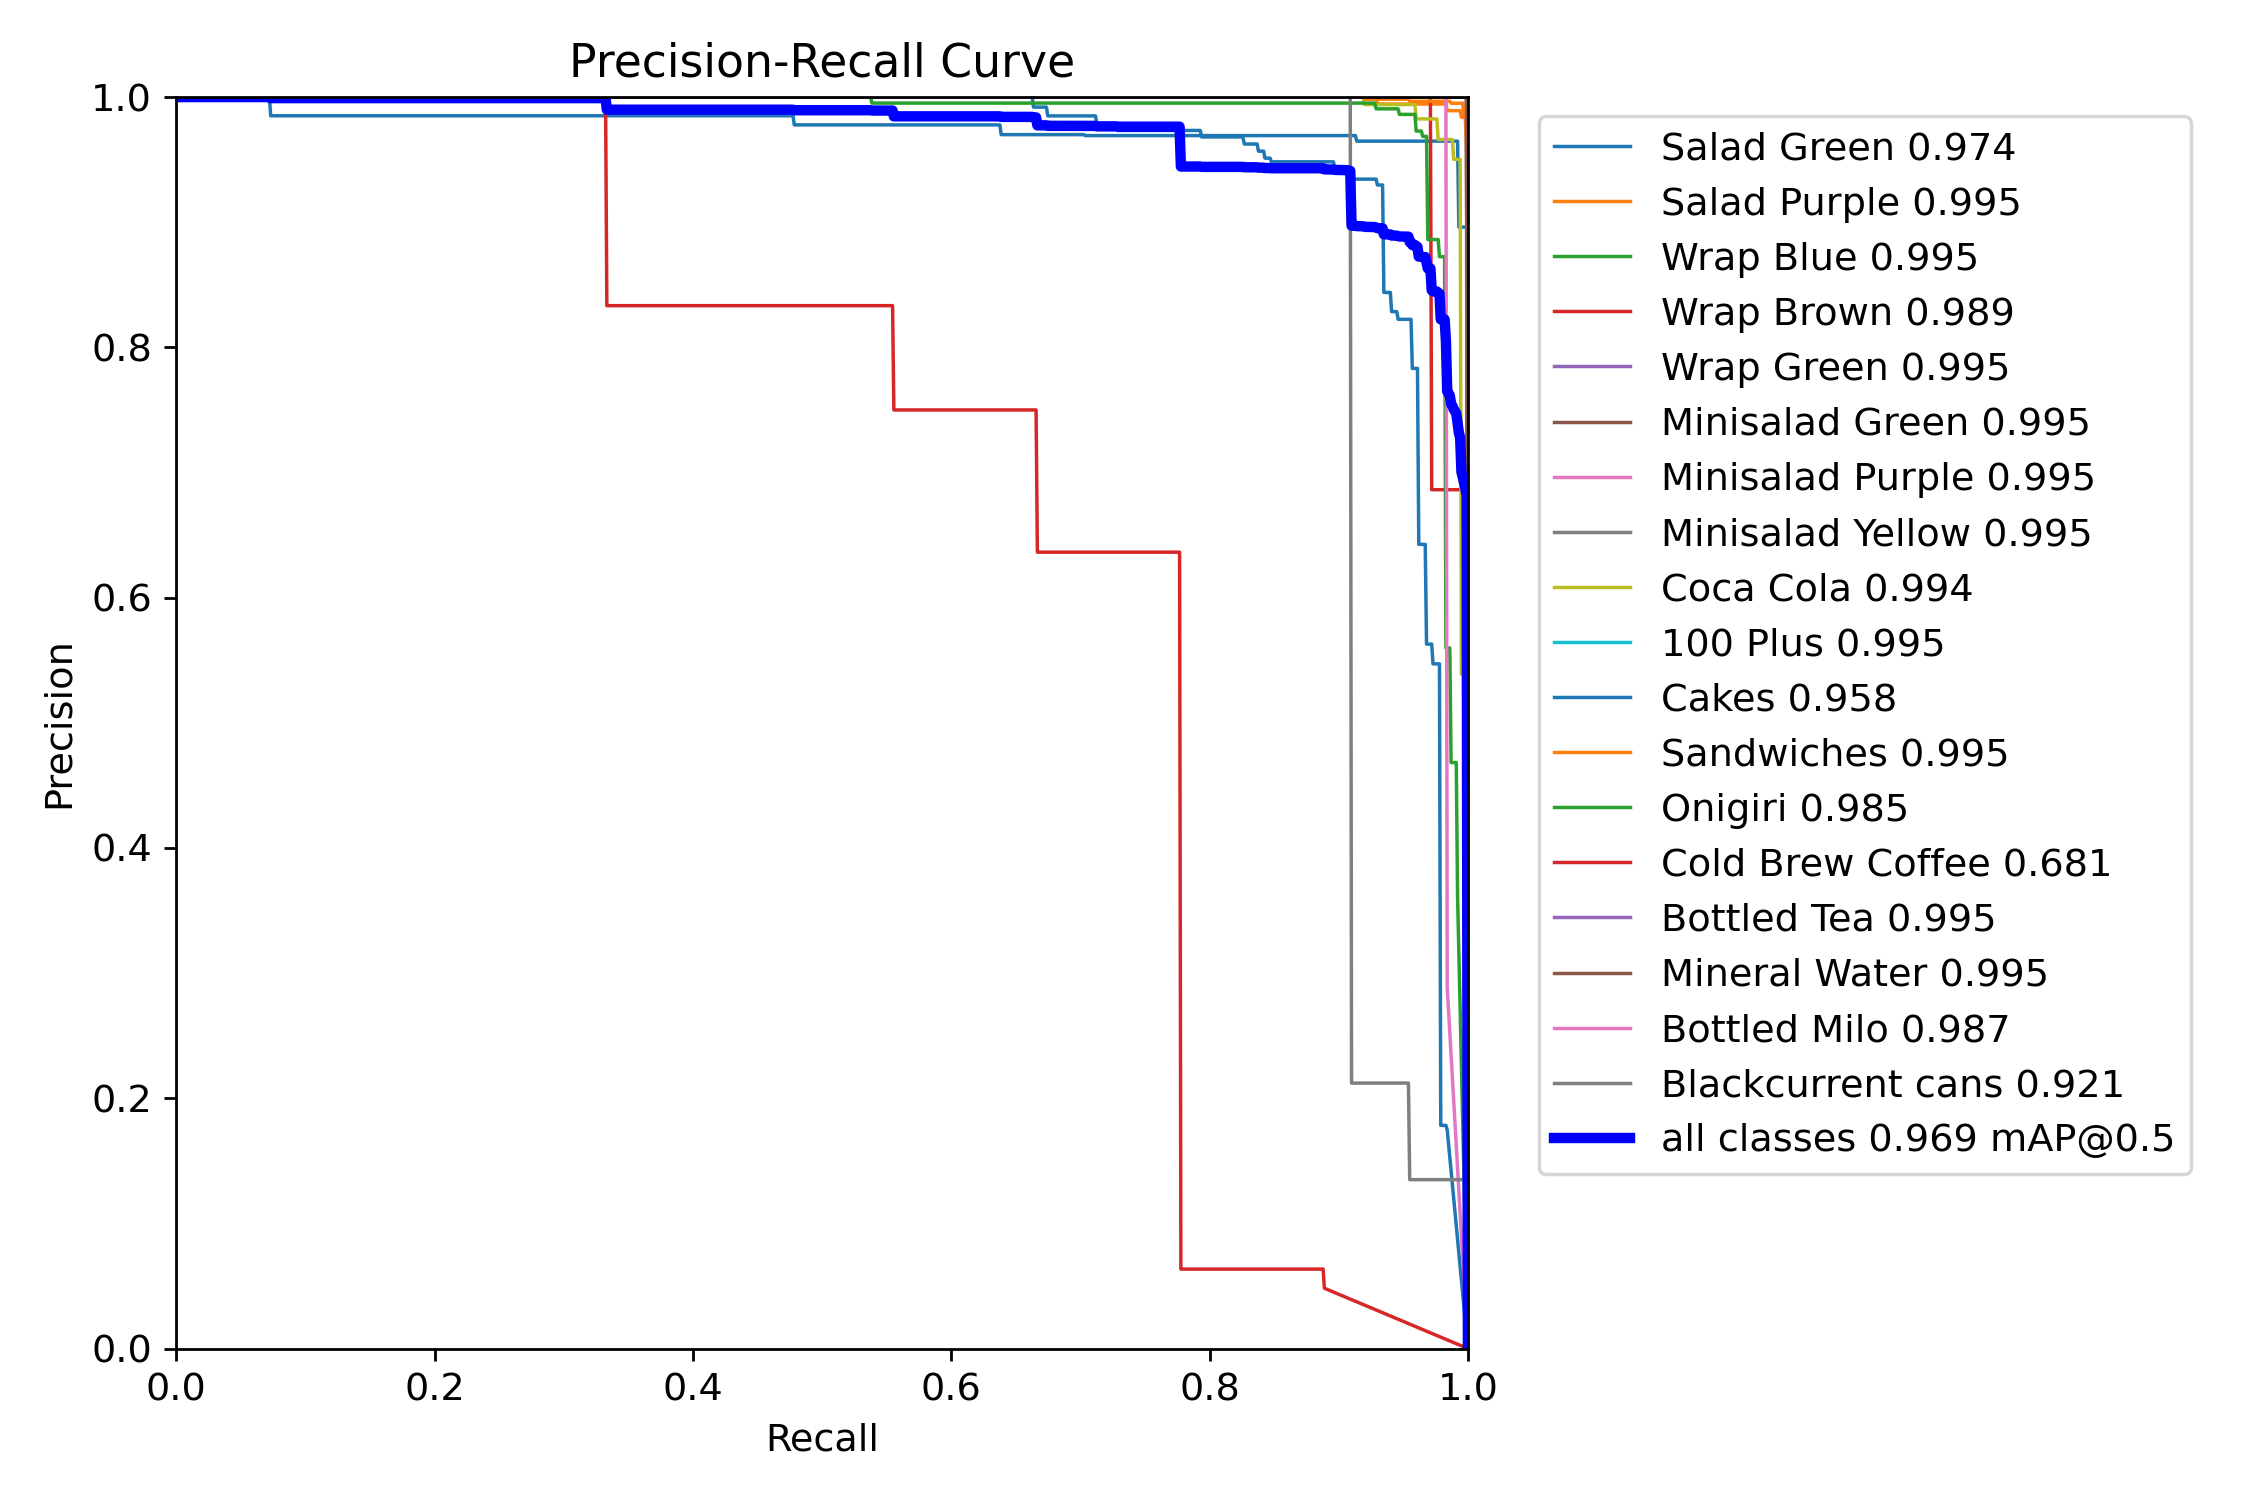 Precision-Recall Curve
1.0
0.8
0.6
0.4
0.2
0.0
Precision
0.0 0.2 0.4 0.6 0.8 1.0
Recall
Salad Green 0.974
Salad Purple 0.995
Wrap Blue 0.995
Wrap Brown 0.989
Wrap Green 0.995
Minisalad Green 0.995
Minisalad Purple 0.995
Minisalad Yellow 0.995
Coca Cola 0.994
100 Plus 0.995
Cakes 0.958
Sandwiches 0.995
Onigiri 0.985
Cold Brew Coffee 0.681
Bottled Tea 0.995
Mineral Water 0.995
Bottled Milo 0.987
Blackcurrent cans 0.921
all classes 0.969 mAP@0.5